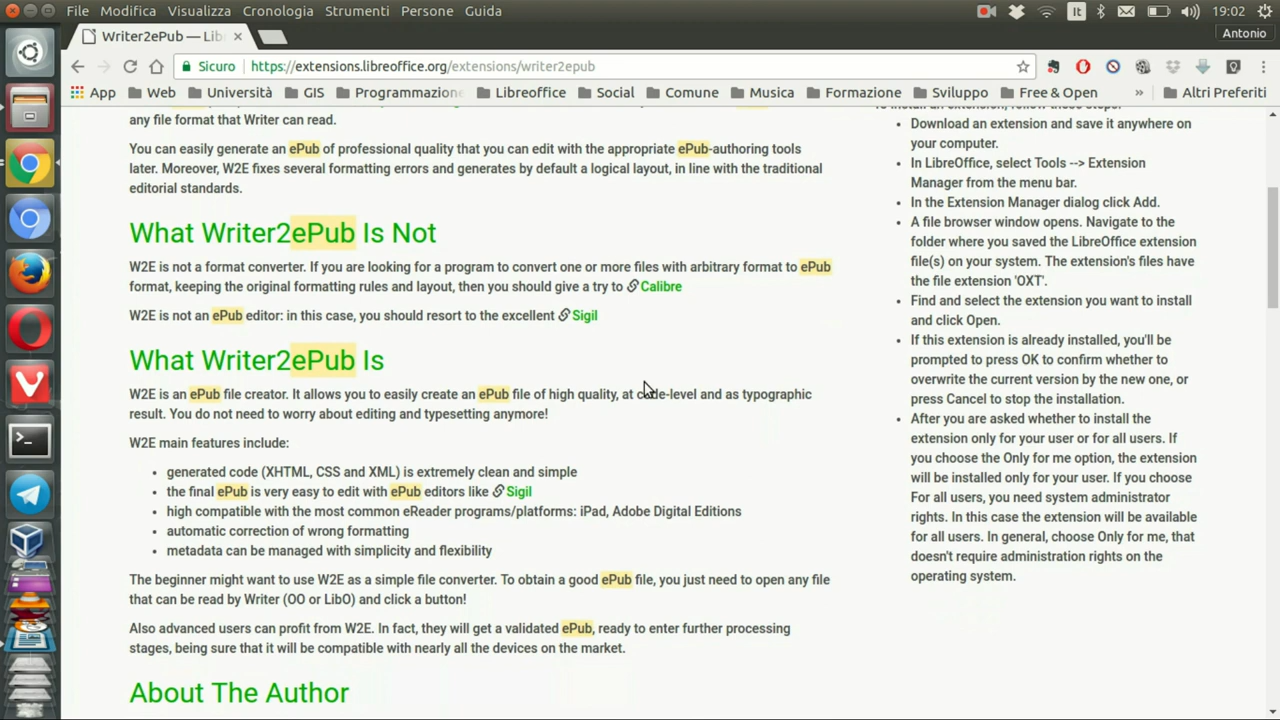 File Modifica Visualizza Cronologia Strumenti Persone Guida
It
19:02
Writer2ePub — Lib
Antonio
Sicuro https://extensions.libreoffice.org/extensions/writer2epub
App Web Università GIS Programmazione Libreoffice Social Comune Musica Formazione Sviluppo Free & Open » Altri Preferiti
any file format that Writer can read.
You can easily generate an ePub of professional quality that you can edit with the appropriate ePub-authoring tools
later. Moreover, W2E fixes several formatting errors and generates by default a logical layout, in line with the traditional
editorial standards.
What Writer2ePub Is Not
W2E is not a format converter. If you are looking for a program to convert one or more files with arbitrary format to ePub
format, keeping the original formatting rules and layout, then you should give a try to Calibre
W2E is not an ePub editor: in this case, you should resort to the excellent Sigil
What Writer2ePub Is
W2E is an ePub file creator. It allows you to easily create an ePub file of high quality, at code-level and as typographic
result. You do not need to worry about editing and typesetting anymore!
W2E main features include:
• generated code (XHTML, CSS and XML) is extremely clean and simple
• the final ePub is very easy to edit with ePub editors like Sigil
• high compatible with the most common eReader programs/platforms: iPad, Adobe Digital Editions
• automatic correction of wrong formatting
• metadata can be managed with simplicity and flexibility
The beginner might want to use W2E as a simple file converter. To obtain a good ePub file, you just need to open any file
that can be read by Writer (OO or LibO) and click a button!
Also advanced users can profit from W2E. In fact, they will get a validated ePub, ready to enter further processing
stages, being sure that it will be compatible with nearly all the devices on the market.
About The Author
To install an extension, follow these steps:
• Download an extension and save it anywhere on
your computer.
• In LibreOffice, select Tools --> Extension
Manager from the menu bar.
• In the Extension Manager dialog click Add.
• A file browser window opens. Navigate to the
folder where you saved the LibreOffice extension
file(s) on your system. The extension's files have
the file extension 'OXT'.
• Find and select the extension you want to install
and click Open.
• If this extension is already installed, you'll be
prompted to press OK to confirm whether to
overwrite the current version by the new one, or
press Cancel to stop the installation.
• After you are asked whether to install the
extension only for your user or for all users. If
you choose the Only for me option, the extension
will be installed only for your user. If you choose
For all users, you need system administrator
rights. In this case the extension will be available
for all users. In general, choose Only for me, that
doesn't require administration rights on the
operating system.